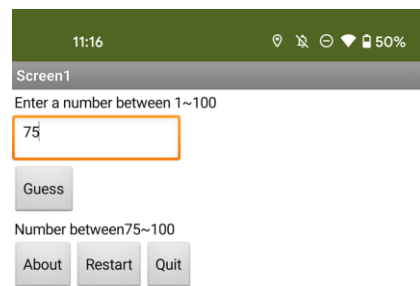 11:16 50%
Screen1
Enter a number between 1~100
75
Guess
Number between75~100
About Restart Quit